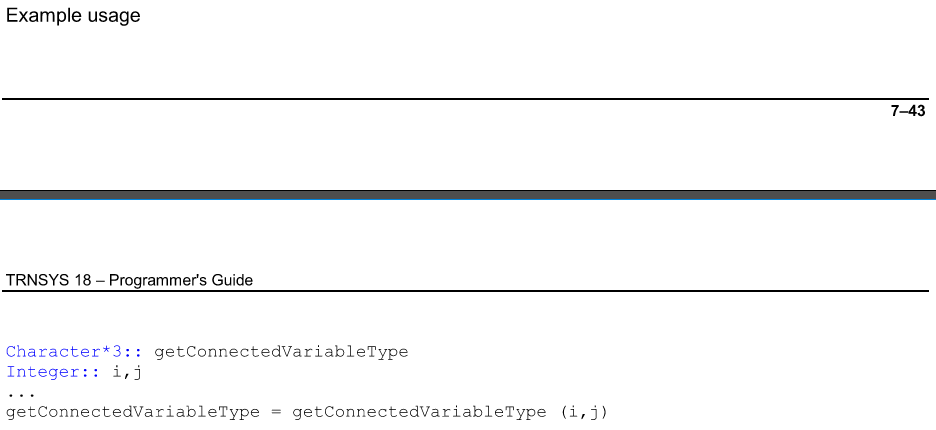 Example usage
7–43
TRNSYS 18 – Programmer's Guide
Character*3:: getConnectedVariableType
Integer:: i,j
...
getConnectedVariableType = getConnectedVariableType (i,j)